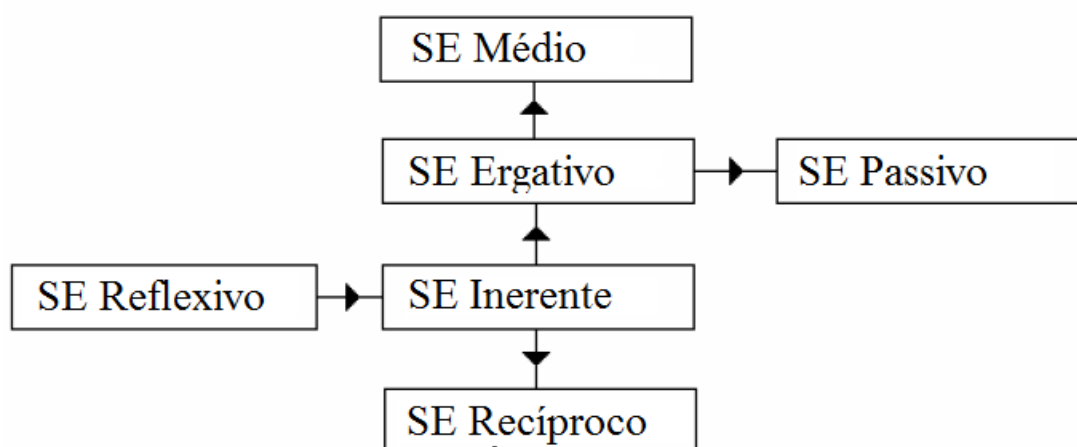 SE Médio
SE Ergativo
SE Passivo
SE Reflexivo
SE Inerente
SE Recíproco